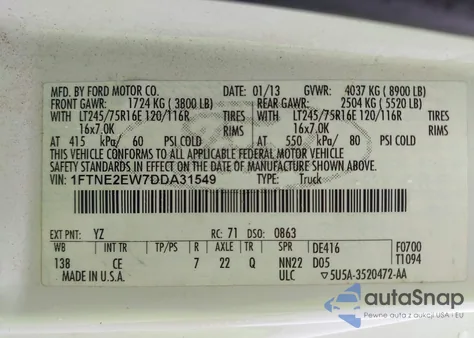 MFD. BY FORD MOTOR CO. DATE: 01/13 GVWR: 4037 KG ( 8900 LB)
FRONT GAWR: 1724 KG ( 3800 LB) REAR GAWR: 2504 KG ( 5520 LB)
WITH LT245/75R16E 120/116R TIRES WITH LT245/75R16E 120/116R TIRES
16x7.0K RIMS 16x7.0K RIMS
AT 415 kPa/ 60 PSI COLD AT 550 kPa/ 80 PSI COLD
THIS VEHICLE CONFORMS TO ALL APPLICABLE FEDERAL MOTOR VEHICLE
SAFETY STANDARDS IN EFFECT ON THE DATE OF MANUFACTURE SHOWN ABOVE.
VIN: 1FTNE2EW7DDA31549 TYPE: Truck
EXT PNT: YZ RC: 71 DSO: 0863
WB INT TR TP/PS R AXLE TR SPR DE416 F0700
138 CE 7 22 Q NN22 D05 T1094
MADE IN U.S.A. ULC 5U5A-3520472-AA
autoSnap
Pewne auta z USA i EU